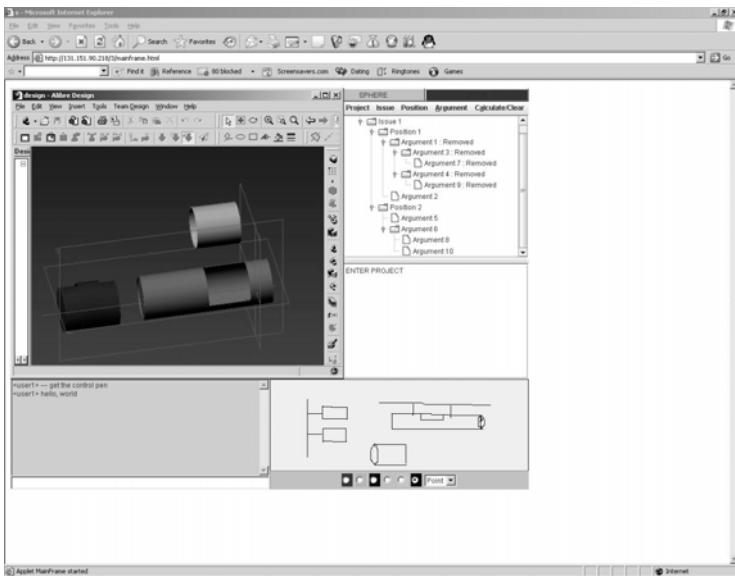 s - Microsoft Internet Explorer
File Edit View Favorites Tools Help
Back Search Favorites
Address http://131.151.90.218/3/mainframe.html Go
Find it Reference 80 blocked Screensavers.com Dating Ringtones Games
design - Alibre Design
File Edit View Insert Tools Team Design Window Help
Desi
SPHERE
Project Issue Position Argument Calculate/Clear
Issue 1
Position 1
Argument 1 : Removed
Argument 3 : Removed
Argument 7 : Removed
Argument 4 : Removed
Argument 9 : Removed
Argument 2
Position 2
Argument 5
Argument 6
Argument 8
Argument 10
ENTER PROJECT
<user1> --- get the control pen
<user1> hello, world
Point
Applet MainFrame started
Internet